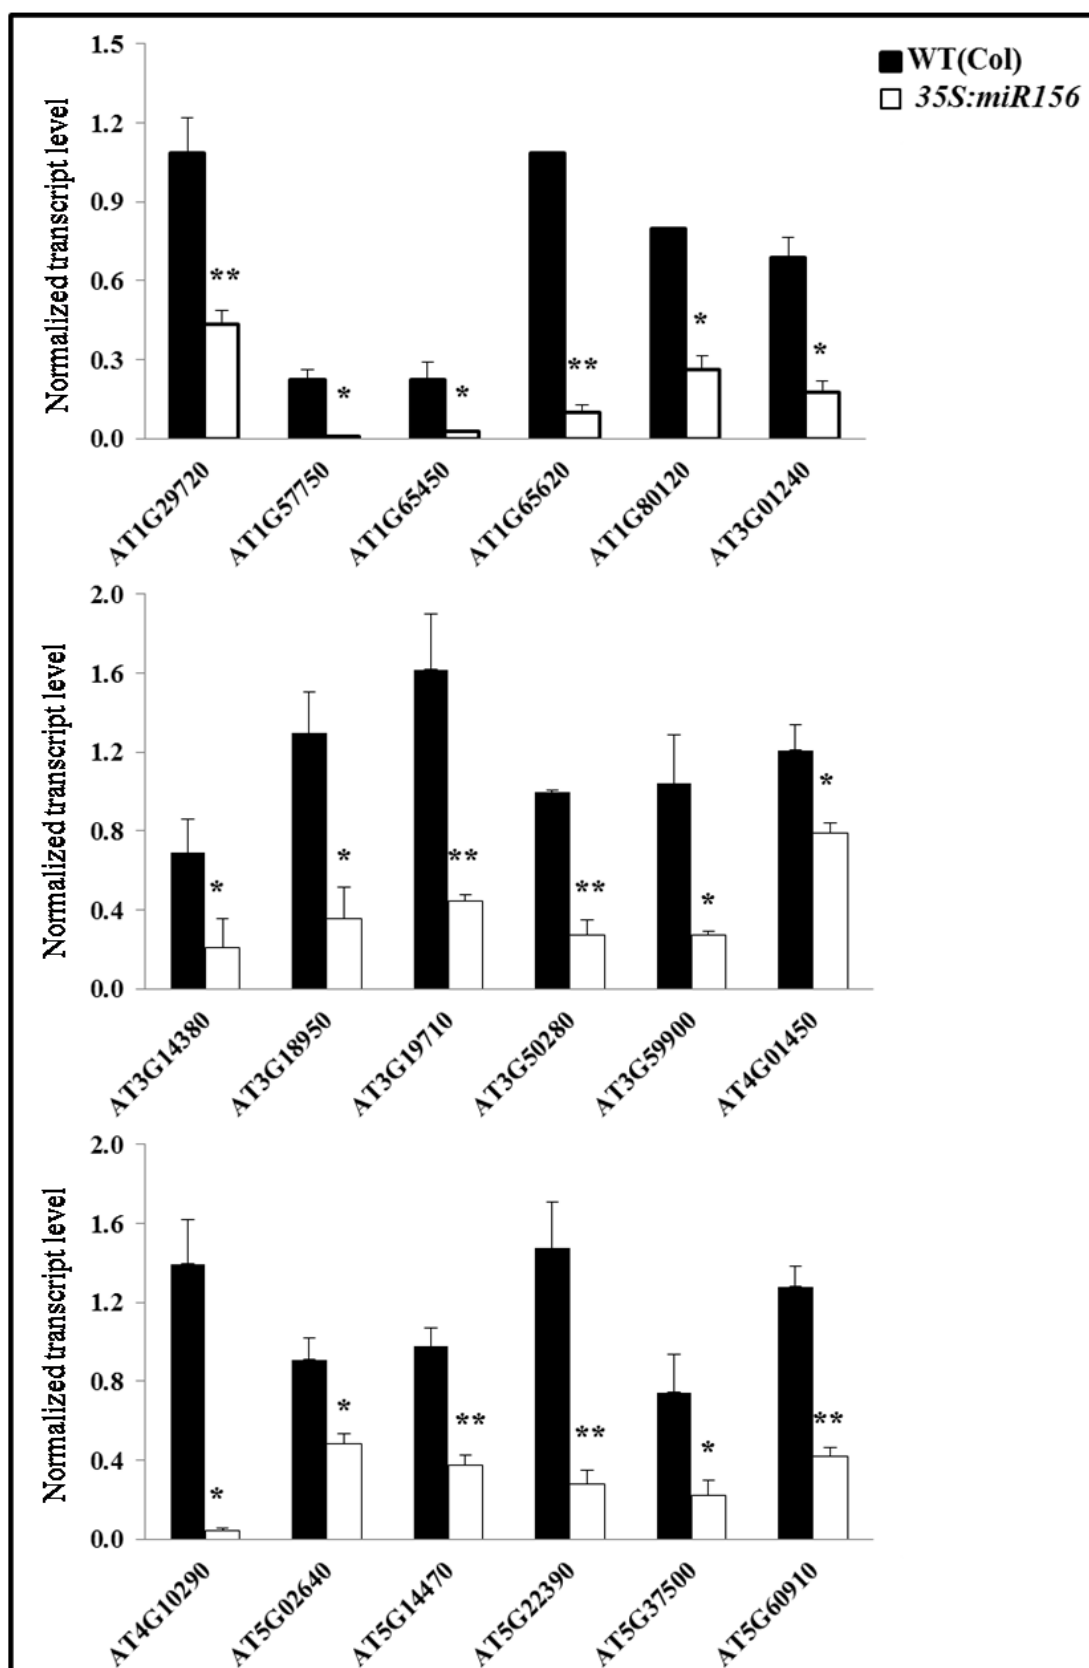 WT(Col)
35S:miR156
Normalized transcript level
1.5
1.2
0.9
0.6
0.3
0.0
**
*
*
**
*
*
AT1G29720
AT1G57750
AT1G65450
AT1G65620
AT1G80120
AT3G01240
Normalized transcript level
2.0
1.6
1.2
0.8
0.4
0.0
*
*
**
**
*
*
AT3G14380
AT3G18950
AT3G19710
AT3G50280
AT3G59900
AT4G01450
Normalized transcript level
2.0
1.6
1.2
0.8
0.4
0.0
*
*
**
**
*
**
AT4G10290
AT5G02640
AT5G14470
AT5G22390
AT5G37500
AT5G60910